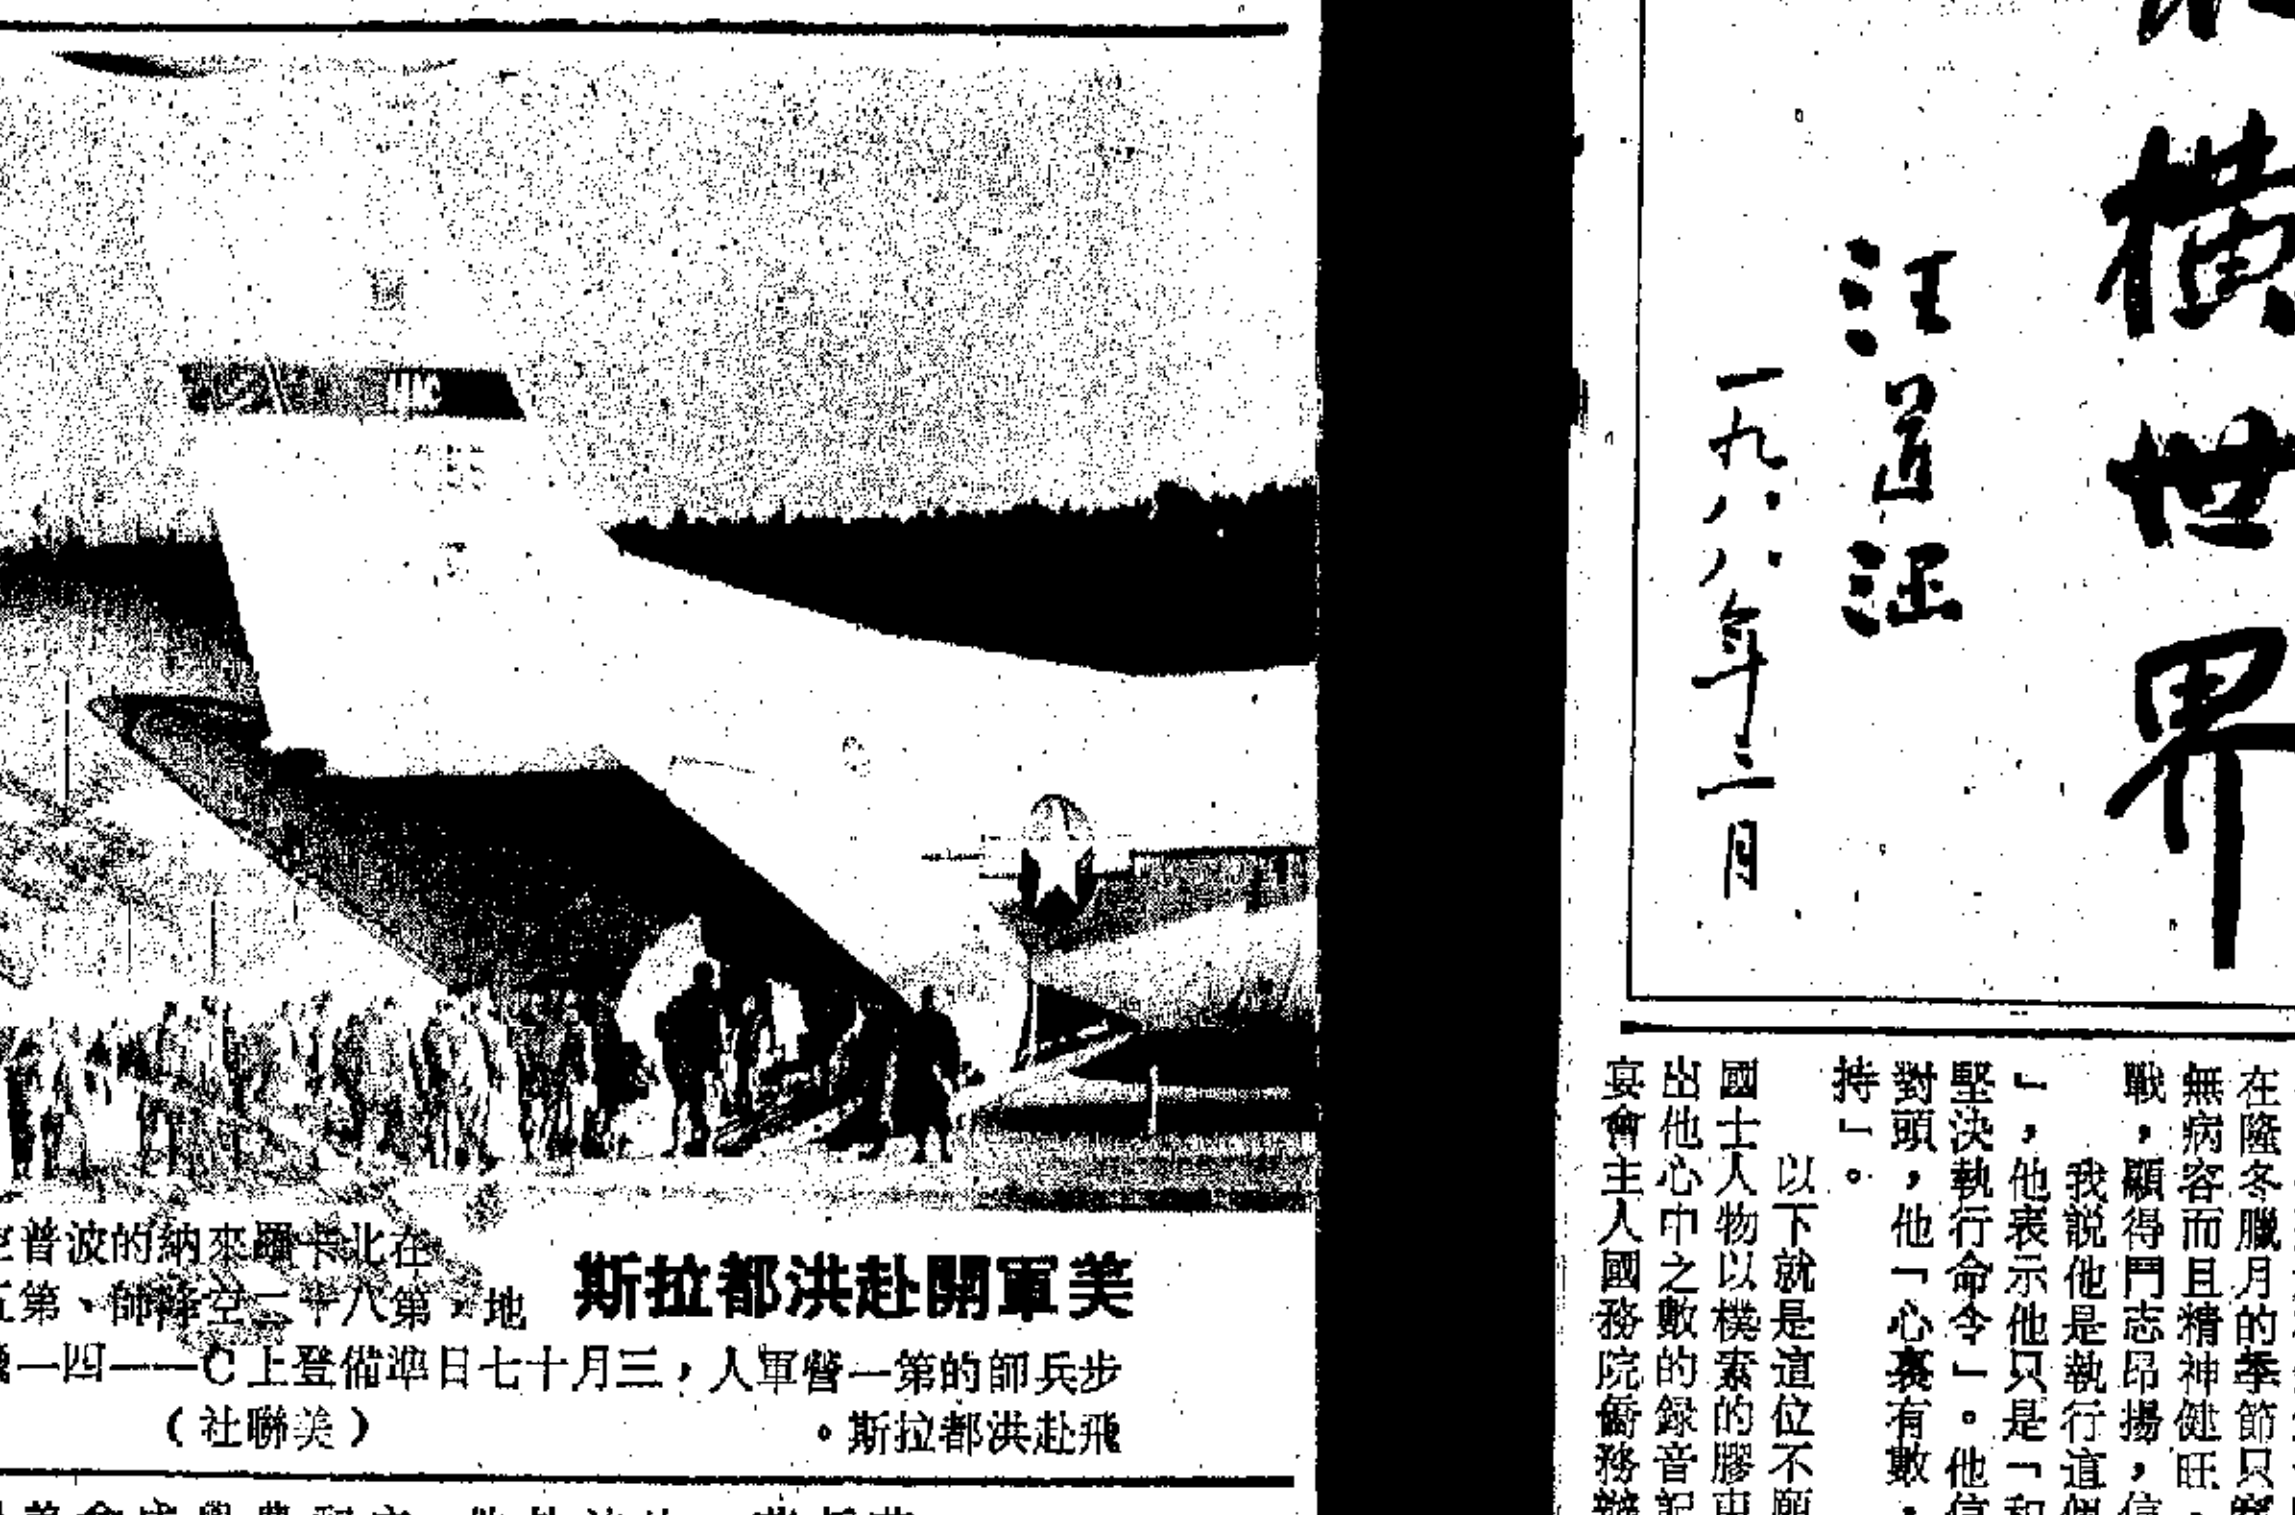 橫世界
汪道涵
一九八八年二月
在隆冬臘月的季節只
無病容而且精神健旺，
戰，顯得鬥志昂揚，信
我説他是執行這個
」，他表示他只是「和
堅決執行命令」。他信
對頭，他「心裏有數，
持」。
以下就是這位不願
國士人物以樸素的膠東
出他心中之數的録音記
宴會主人國務院僑務辦
美軍開赴洪都拉斯
在北卡羅來納的波普空
地，第八十二空降師、第五
步兵師的第一營軍人，三月十七日準備登上C——四一機
飛赴洪都拉斯。（美聯社）